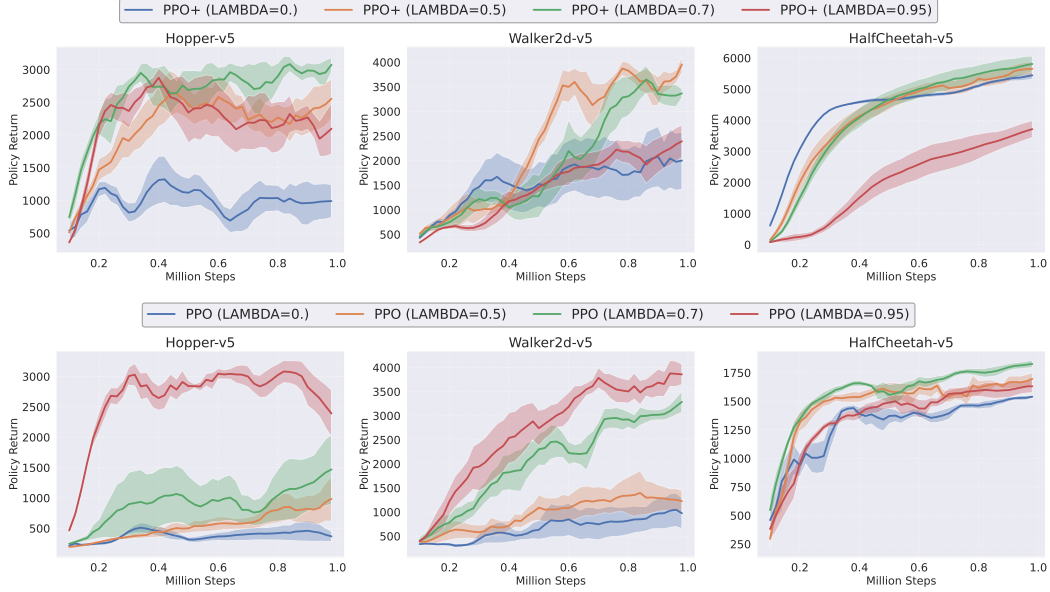 PPO+ (LAMBDA=0.) PPO+ (LAMBDA=0.5) PPO+ (LAMBDA=0.7) PPO+ (LAMBDA=0.95)
Hopper-v5
3000
2500
2000
1500
1000
500
Policy Return
0.2 0.4 0.6 0.8 1.0
Million Steps
Walker2d-v5
4000
3500
3000
2500
2000
1500
1000
500
Policy Return
0.2 0.4 0.6 0.8 1.0
Million Steps
HalfCheetah-v5
6000
5000
4000
3000
2000
1000
0
Policy Return
0.2 0.4 0.6 0.8 1.0
Million Steps
PPO (LAMBDA=0.) PPO (LAMBDA=0.5) PPO (LAMBDA=0.7) PPO (LAMBDA=0.95)
Hopper-v5
3000
2500
2000
1500
1000
500
Policy Return
0.2 0.4 0.6 0.8 1.0
Million Steps
Walker2d-v5
4000
3500
3000
2500
2000
1500
1000
500
Policy Return
0.2 0.4 0.6 0.8 1.0
Million Steps
HalfCheetah-v5
1750
1500
1250
1000
750
500
250
Policy Return
0.2 0.4 0.6 0.8 1.0
Million Steps